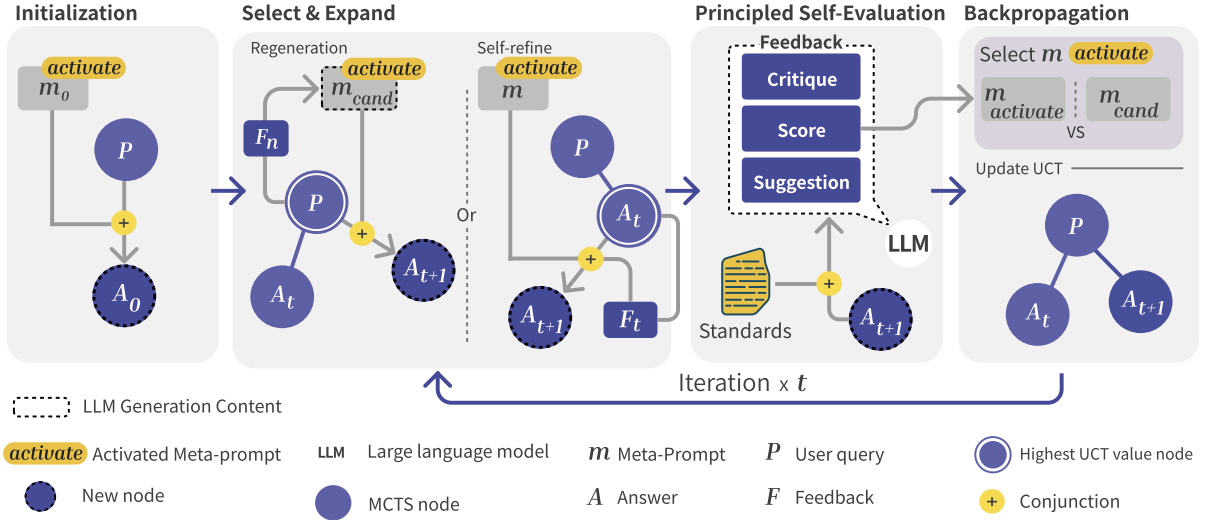 Initialization
Select & Expand
Principled Self-Evaluation
Backpropagation
activate
m0
P
A0
Regeneration
activate
mcand
Fn
P
At
At+1
Or
Self-refine
activate
m
P
At
At+1
Ft
Feedback
Critique
Score
Suggestion
LLM
Standards
At+1
Select m activate
m activate
m cand
VS
Update UCT
P
At
At+1
Iteration x t
LLM Generation Content
activate Activated Meta-prompt
LLM Large language model
m Meta-Prompt
P User query
Highest UCT value node
New node
MCTS node
A Answer
F Feedback
+ Conjunction